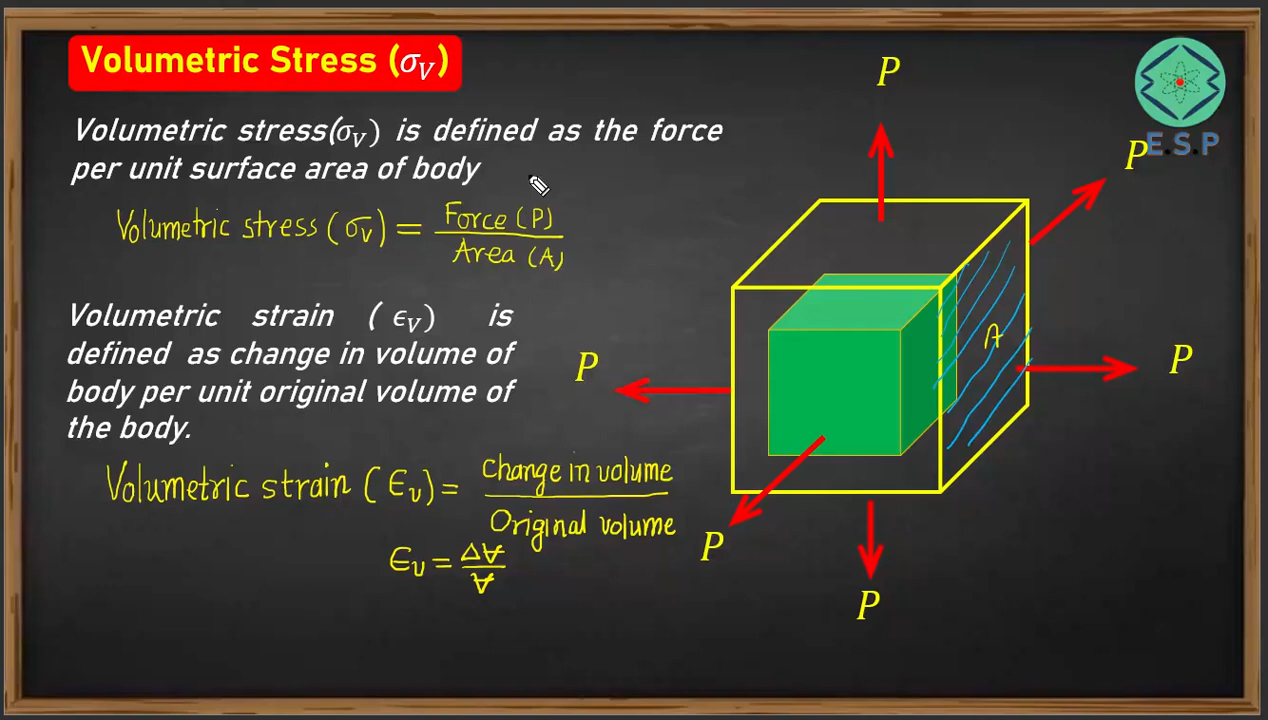 Volumetric Stress (σV)
Volumetric stress(σV) is defined as the force
per unit surface area of body
Volumetric stress (σv) = Force (P) / Area (A)
Volumetric strain ( ϵV) is
defined as change in volume of
body per unit original volume of
the body.
Volumetric strain (ϵv) = Change in volume / Original volume
ϵv = ΔV / V
P
P
E.S.P
A
P
P
P
P